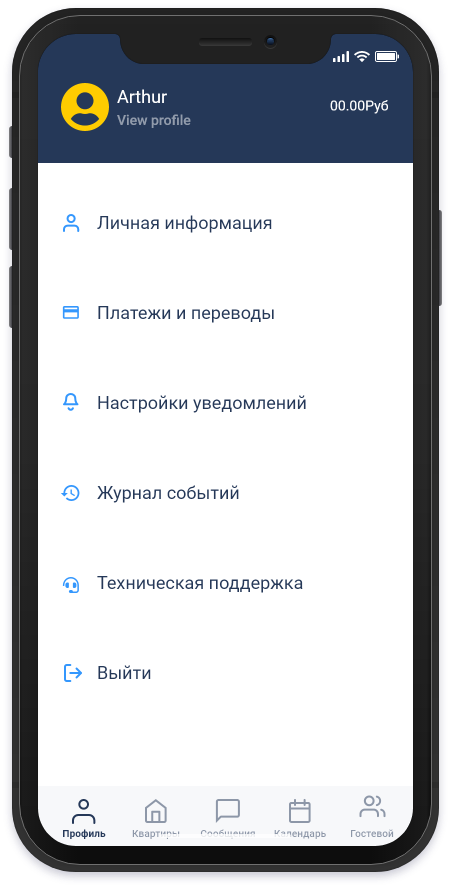 Arthur
View profile
00.00Руб
Личная информация
Платежи и переводы
Настройки уведомлений
Журнал событий
Техническая поддержка
Выйти
Профиль Квартиры Сообщения Календарь Гостевой